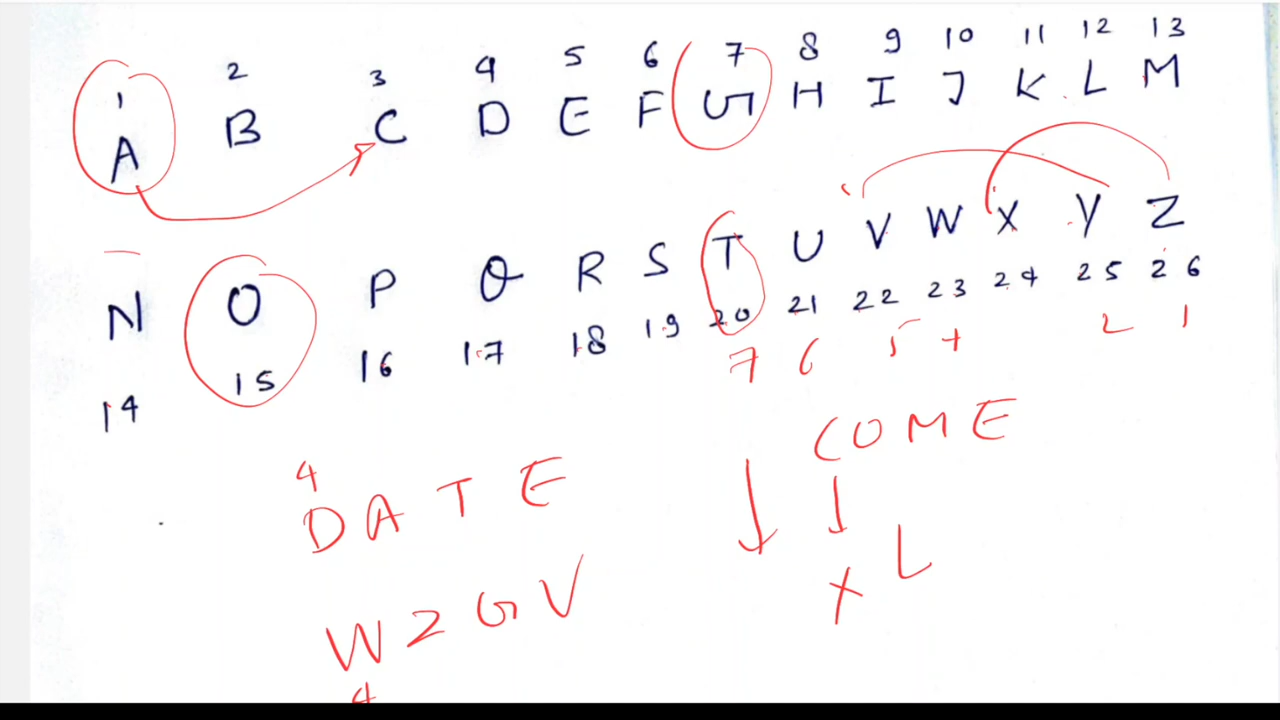 1 2 3 4 5 6 7 8 9 10 11 12 13
A B C D E F G H I J K L M
N O P Q R S T U V W X Y Z
14 15 16 17 18 19 20 21 22 23 24 25 26
7 6 5 4 2 1
COME
4
DATE
X L
WZGV
4